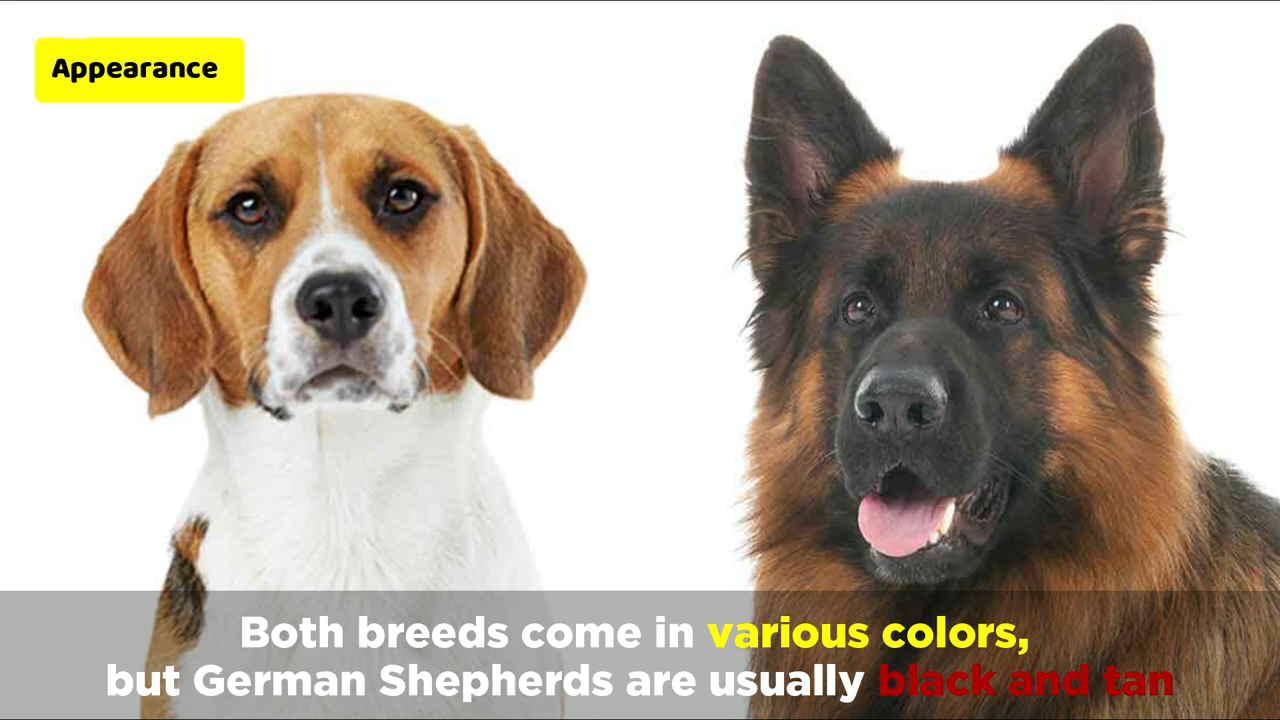 Appearance
Both breeds come in various colors,
but German Shepherds are usually black and tan